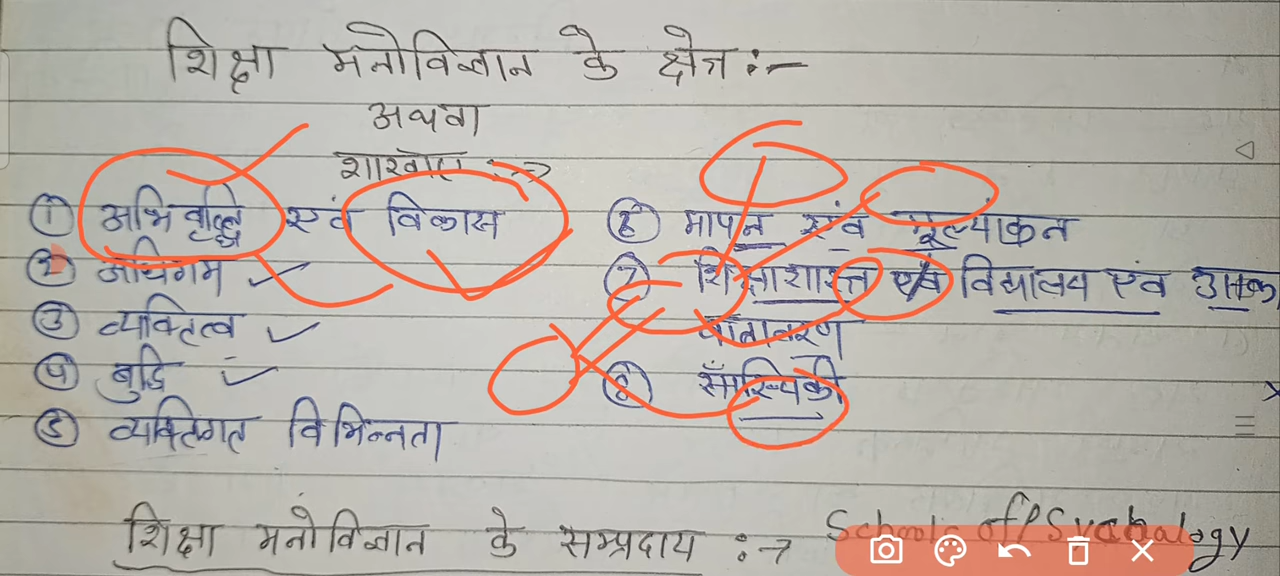 शिक्षा मनोविज्ञान के क्षेत्र :-
अथवा
शाखाएं :→
① अभिवृद्धि एवं विकास
② अधिगम ✓
③ व्यक्तित्व ✓
④ बुद्धि ✓
⑤ व्यक्तिगत विभिन्नता
⑥ मापन एवं मूल्यांकन
⑦ शिक्षाशास्त्र एवं विद्यालय एवं उसक
वातावरण
⑧ साँख्यिकी
शिक्षा मनोविज्ञान के सम्प्रदाय :→ Schools of